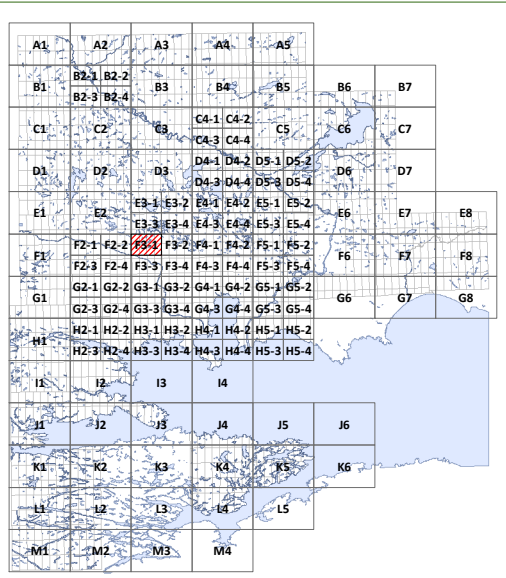 A1 A2 A3 A4 A5
B2-1 B2-2
B1 B3 B4 B5 B6 B7
B2-3 B2-4
C4-1 C4-2
C1 C2 C3 C5 C6 C7
C4-3 C4-4
D4-1 D4-2 D5-1 D5-2
D1 D2 D3 D6 D7
D4-3 D4-4 D5-3 D5-4
E3-1 E3-2 E4-1 E4-2 E5-1 E5-2
E1 E2 E6 E7 E8
E3-3 E3-4 E4-3 E4-4 E5-3 E5-4
F2-1 F2-2 F3-1 F3-2 F4-1 F4-2 F5-1 F5-2
F1 F6 F7 F8
F2-3 F2-4 F3-3 F3-4 F4-3 F4-4 F5-3 F5-4
G2-1 G2-2 G3-1 G3-2 G4-1 G4-2 G5-1 G5-2
G1 G6 G7 G8
G2-3 G2-4 G3-3 G3-4 G4-3 G4-4 G5-3 G5-4
H2-1 H2-2 H3-1 H3-2 H4-1 H4-2 H5-1 H5-2
H1
H2-3 H2-4 H3-3 H3-4 H4-3 H4-4 H5-3 H5-4
I1 I2 I3 I4
J1 J2 J3 J4 J5 J6
K1 K2 K3 K4 K5 K6
L1 L2 L3 L4 L5
M1 M2 M3 M4